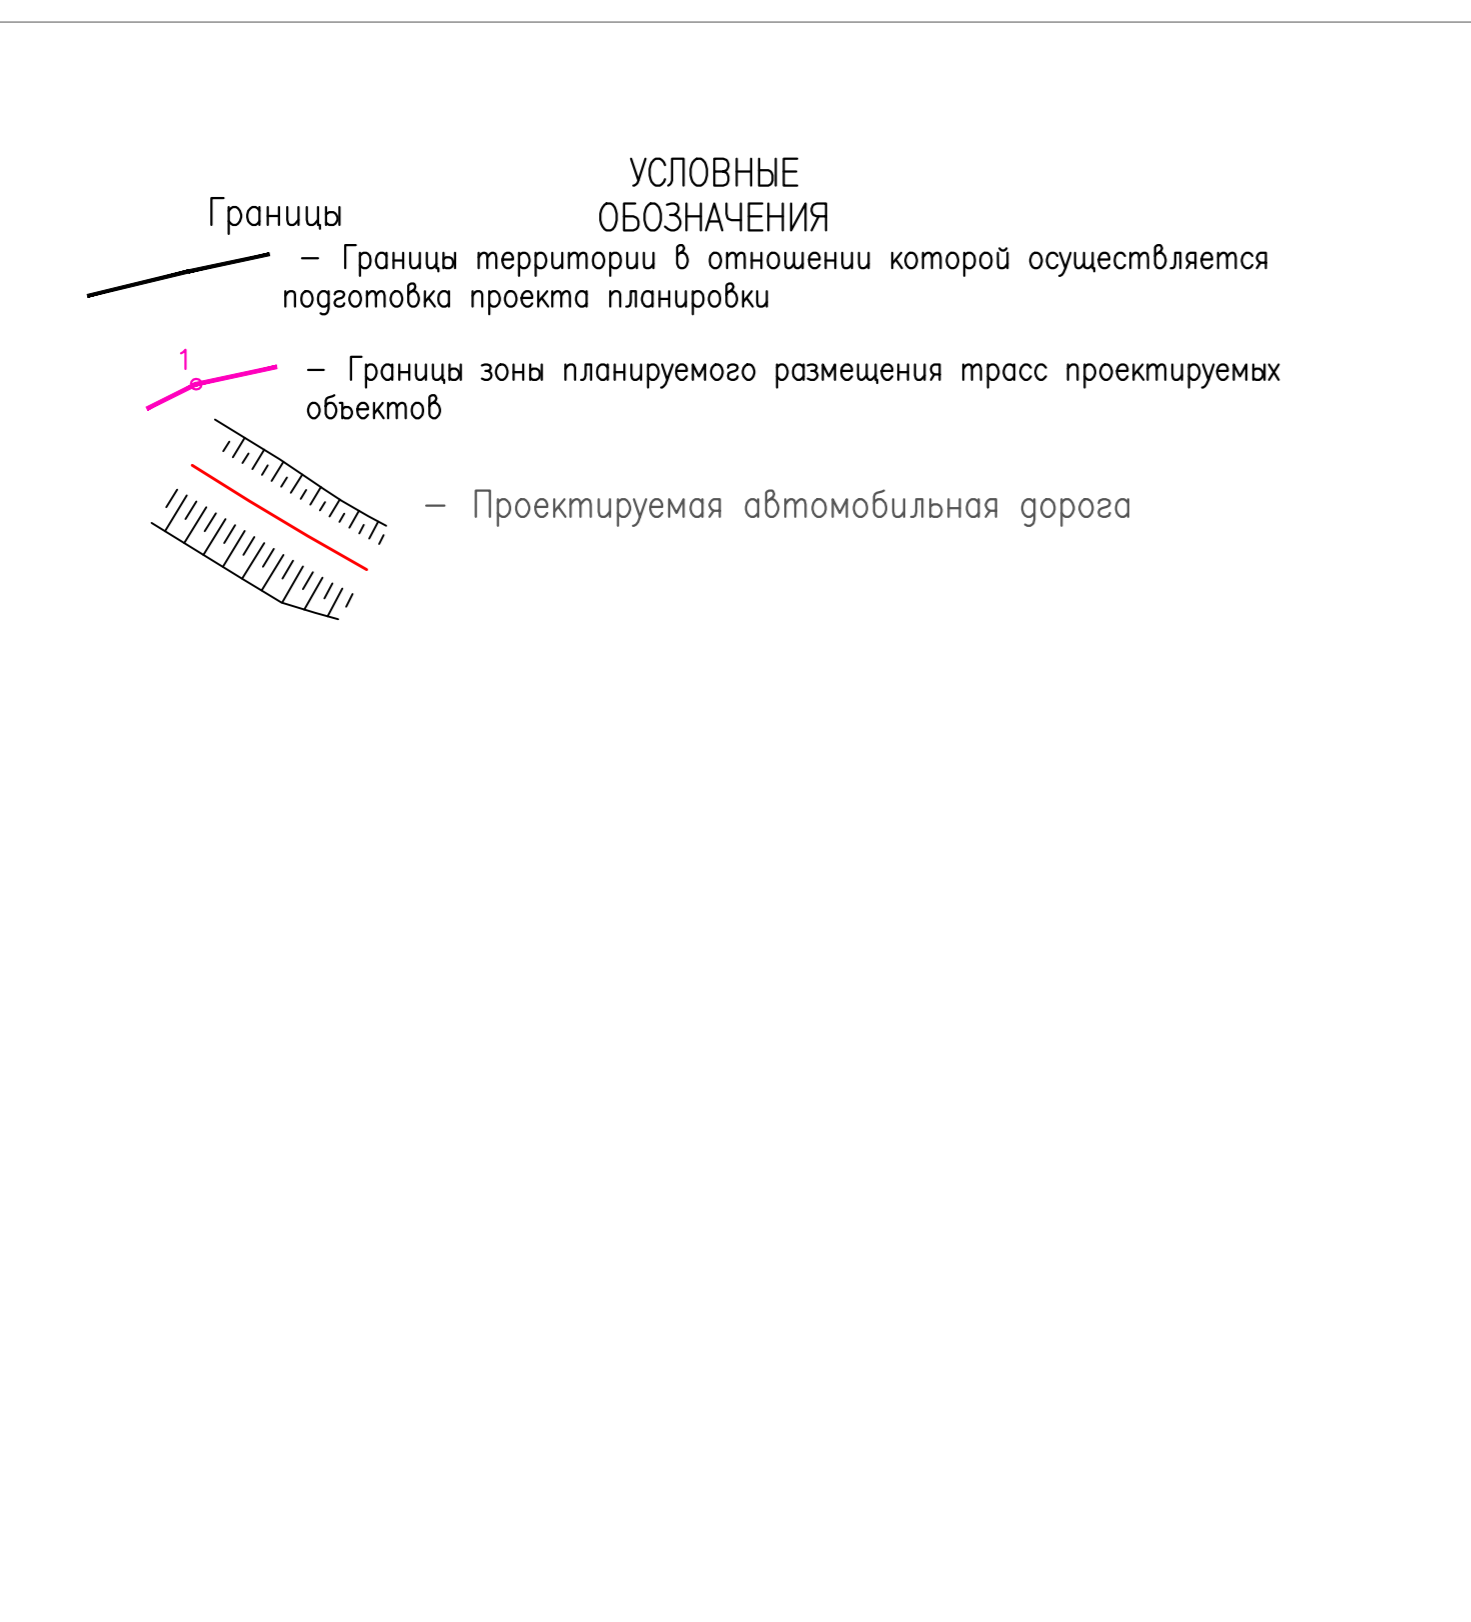 УСЛОВНЫЕ
ОБОЗНАЧЕНИЯ
Границы
– Границы территории в отношении которой осуществляется
подготовка проекта планировки
1
– Границы зоны планируемого размещения трасс проектируемых
объектов
– Проектируемая автомобильная дорога